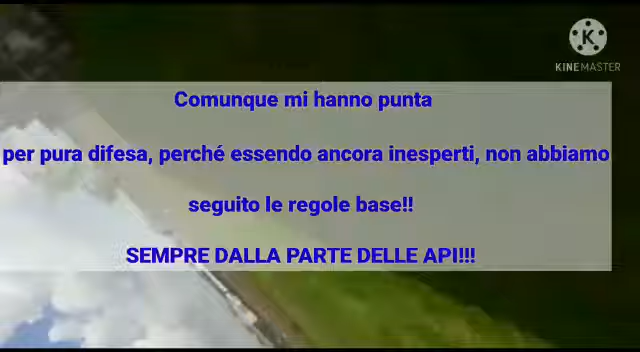 KINEMASTER
Comunque mi hanno punta
per pura difesa, perché essendo ancora inesperti, non abbiamo
seguito le regole base!!
SEMPRE DALLA PARTE DELLE API!!!